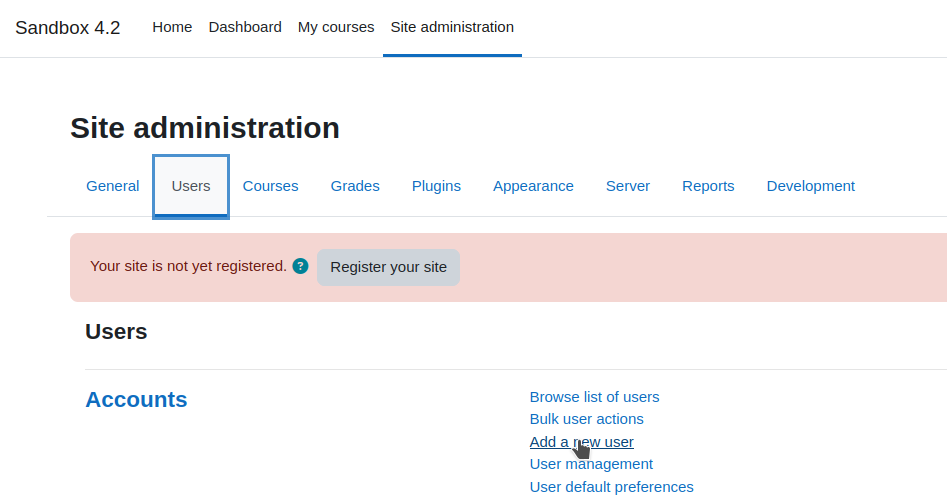 Sandbox 4.2 Home Dashboard My courses Site administration
Site administration
General Users Courses Grades Plugins Appearance Server Reports Development
Your site is not yet registered. ? Register your site
Users
Accounts
Browse list of users
Bulk user actions
Add a new user
User management
User default preferences